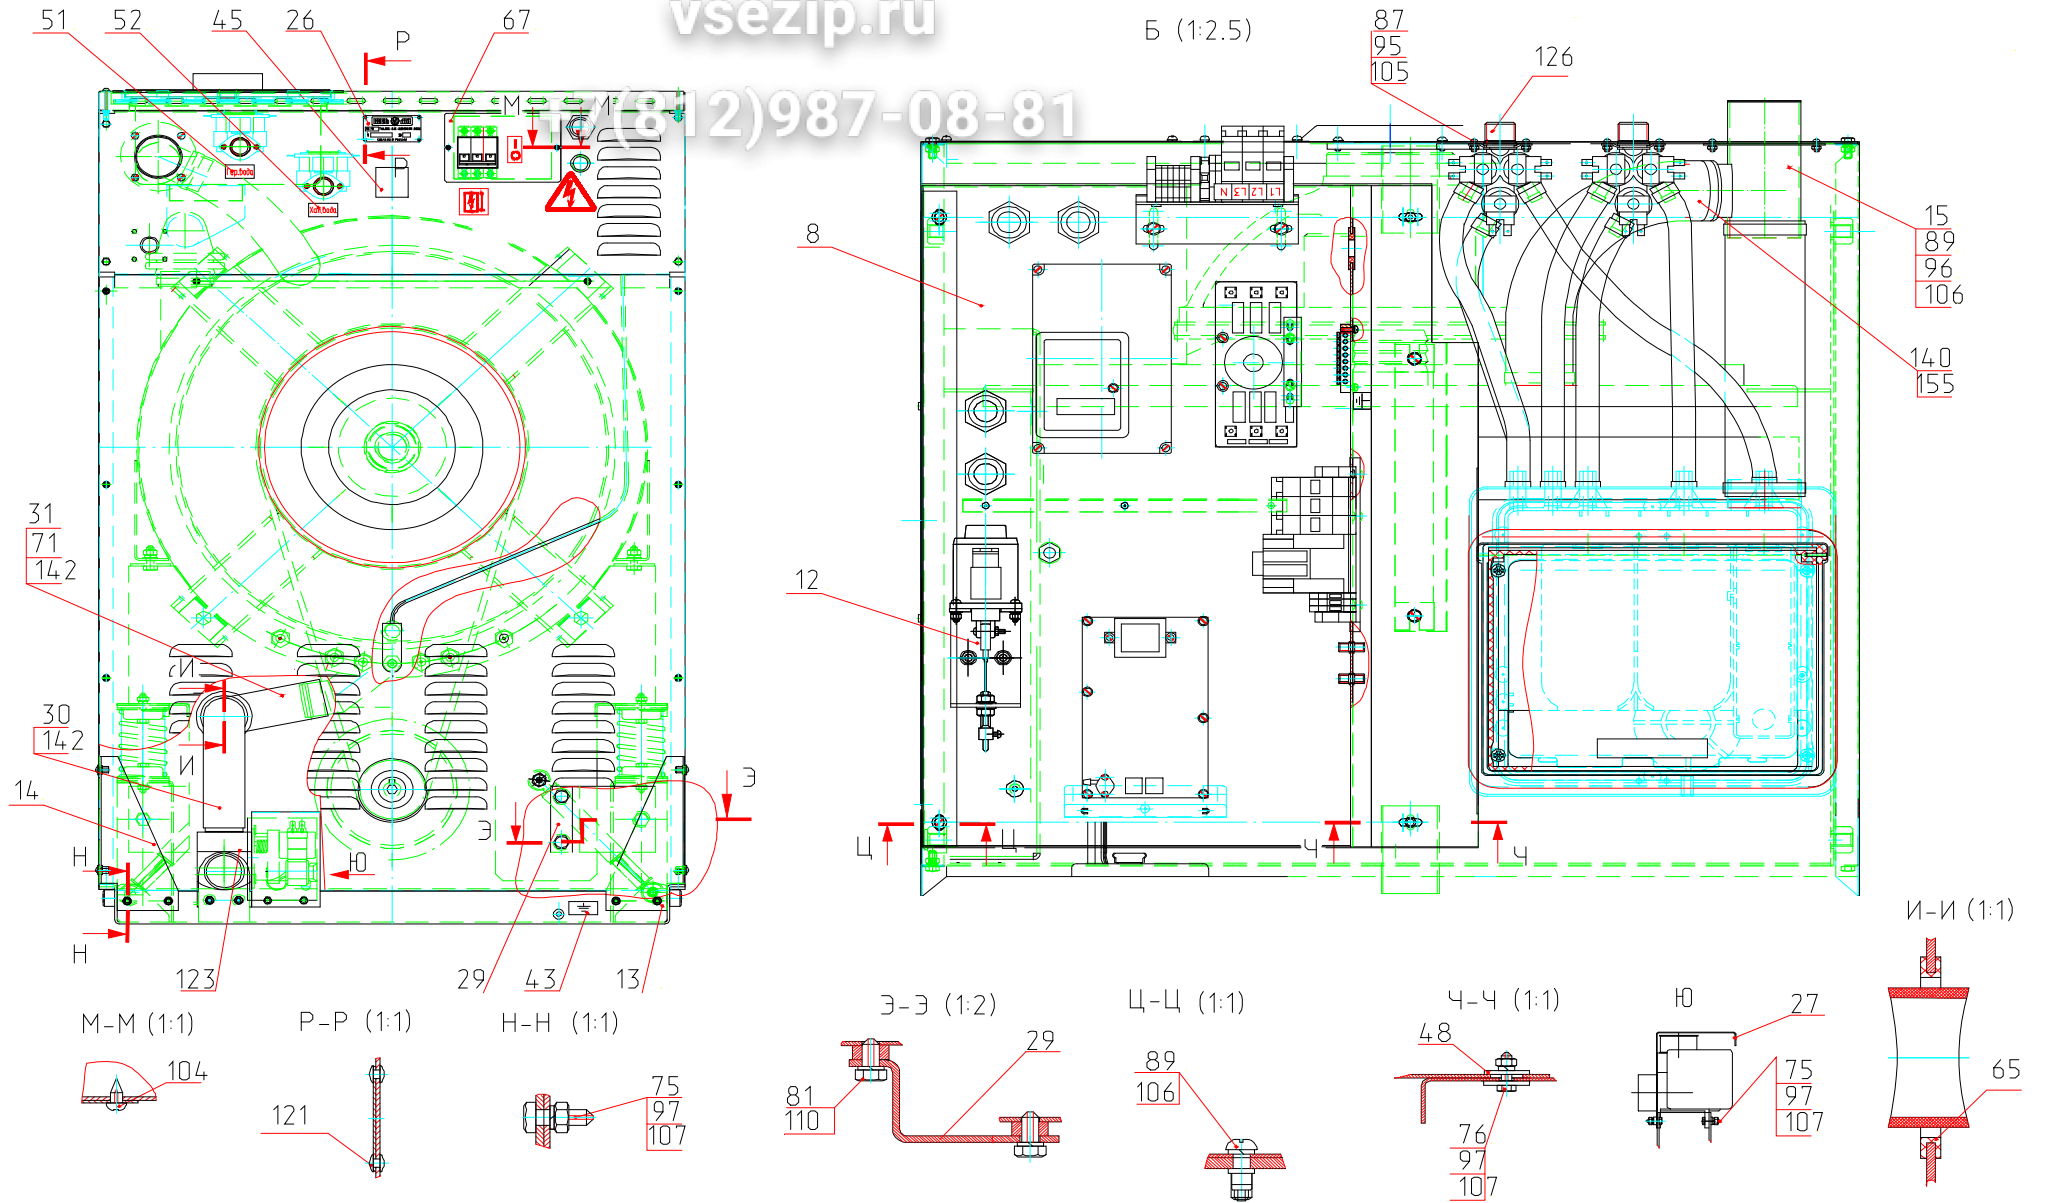 vsezip.ru
+7(812)987-08-81
51
52
45
26
67
Р
М
М
Р
Гор.вода
Хол.вода
Б (1:2.5)
87
95
105
126
N
L3
L2
L1
8
15
89
96
106
140
155
12
31
71
142
30
142
14
И
И
Н
Н
Э
Э
Ю
123
29
43
13
Ц
Ц
Ч
Ч
М-М (1:1)
104
Р-Р (1:1)
121
Н-Н (1:1)
75
97
107
Э-Э (1:2)
29
81
110
Ц-Ц (1:1)
89
106
Ч-Ч (1:1)
48
76
97
107
Ю
27
75
97
107
И-И (1:1)
65